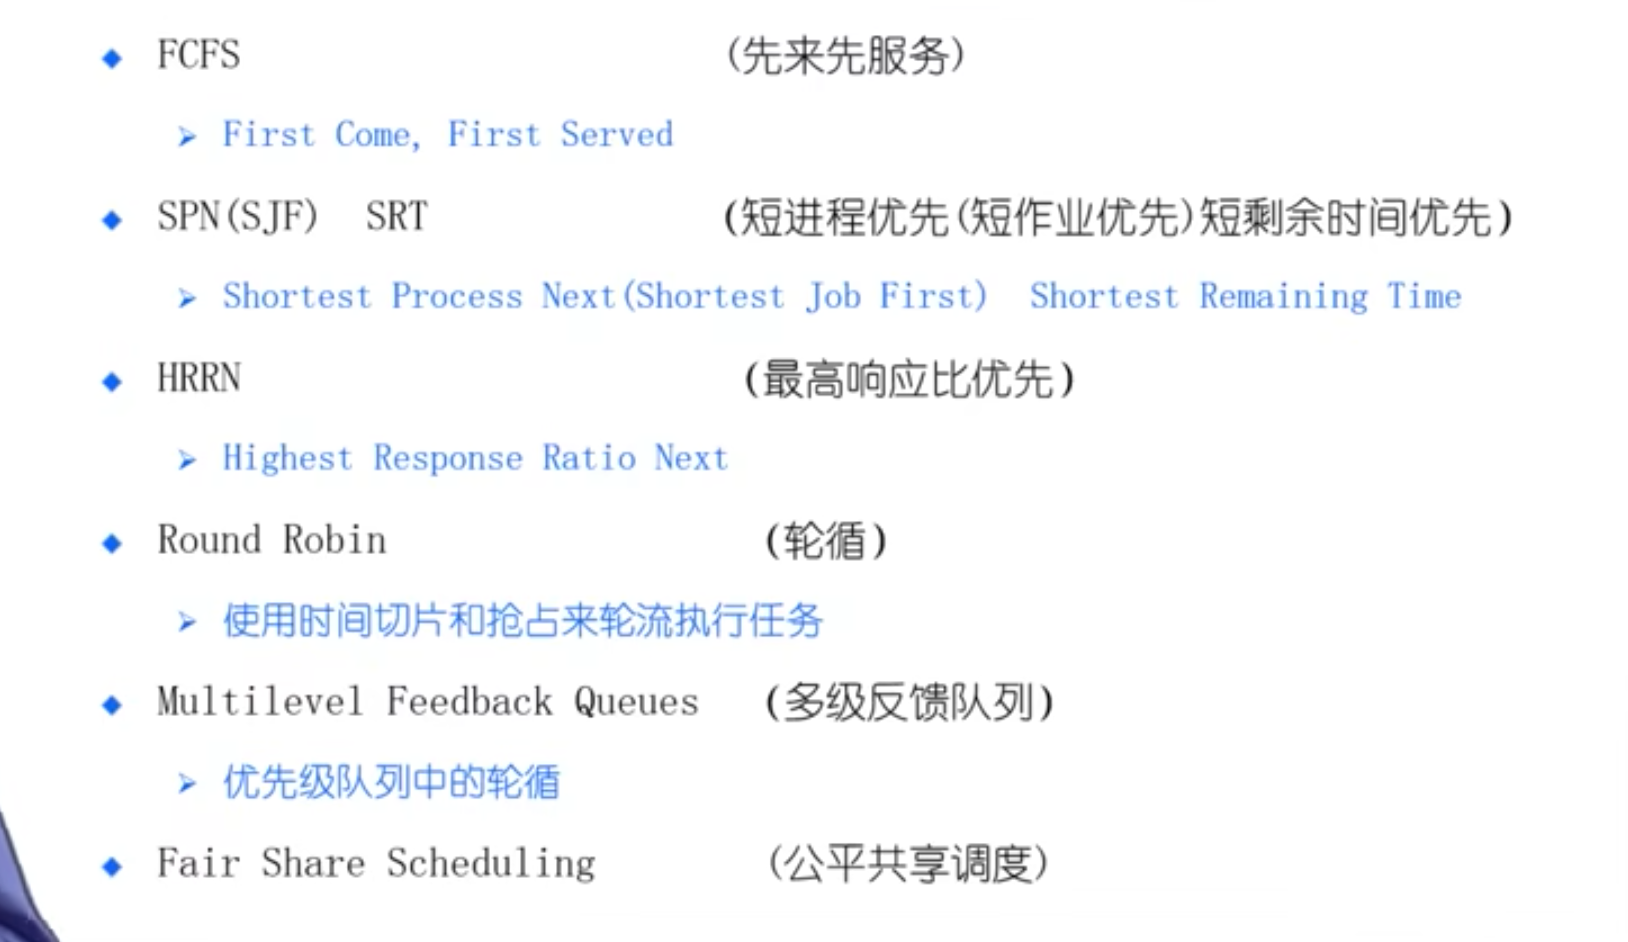 FCFS (先来先服务)
First Come, First Served
SPN(SJF) SRT (短进程优先(短作业优先)短剩余时间优先)
Shortest Process Next(Shortest Job First) Shortest Remaining Time
HRRN (最高响应比优先)
Highest Response Ratio Next
Round Robin (轮循)
使用时间切片和抢占来轮流执行任务
Multilevel Feedback Queues (多级反馈队列)
优先级队列中的轮循
Fair Share Scheduling (公平共享调度)